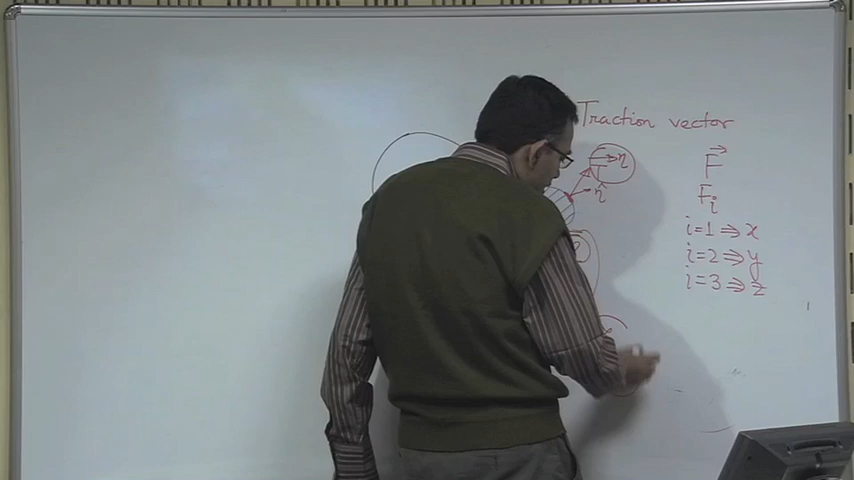 Traction vector
T η
η
F⃗
Fᵢ
i=1 ⇒ x
i=2 ⇒ y
i=3 ⇒ z